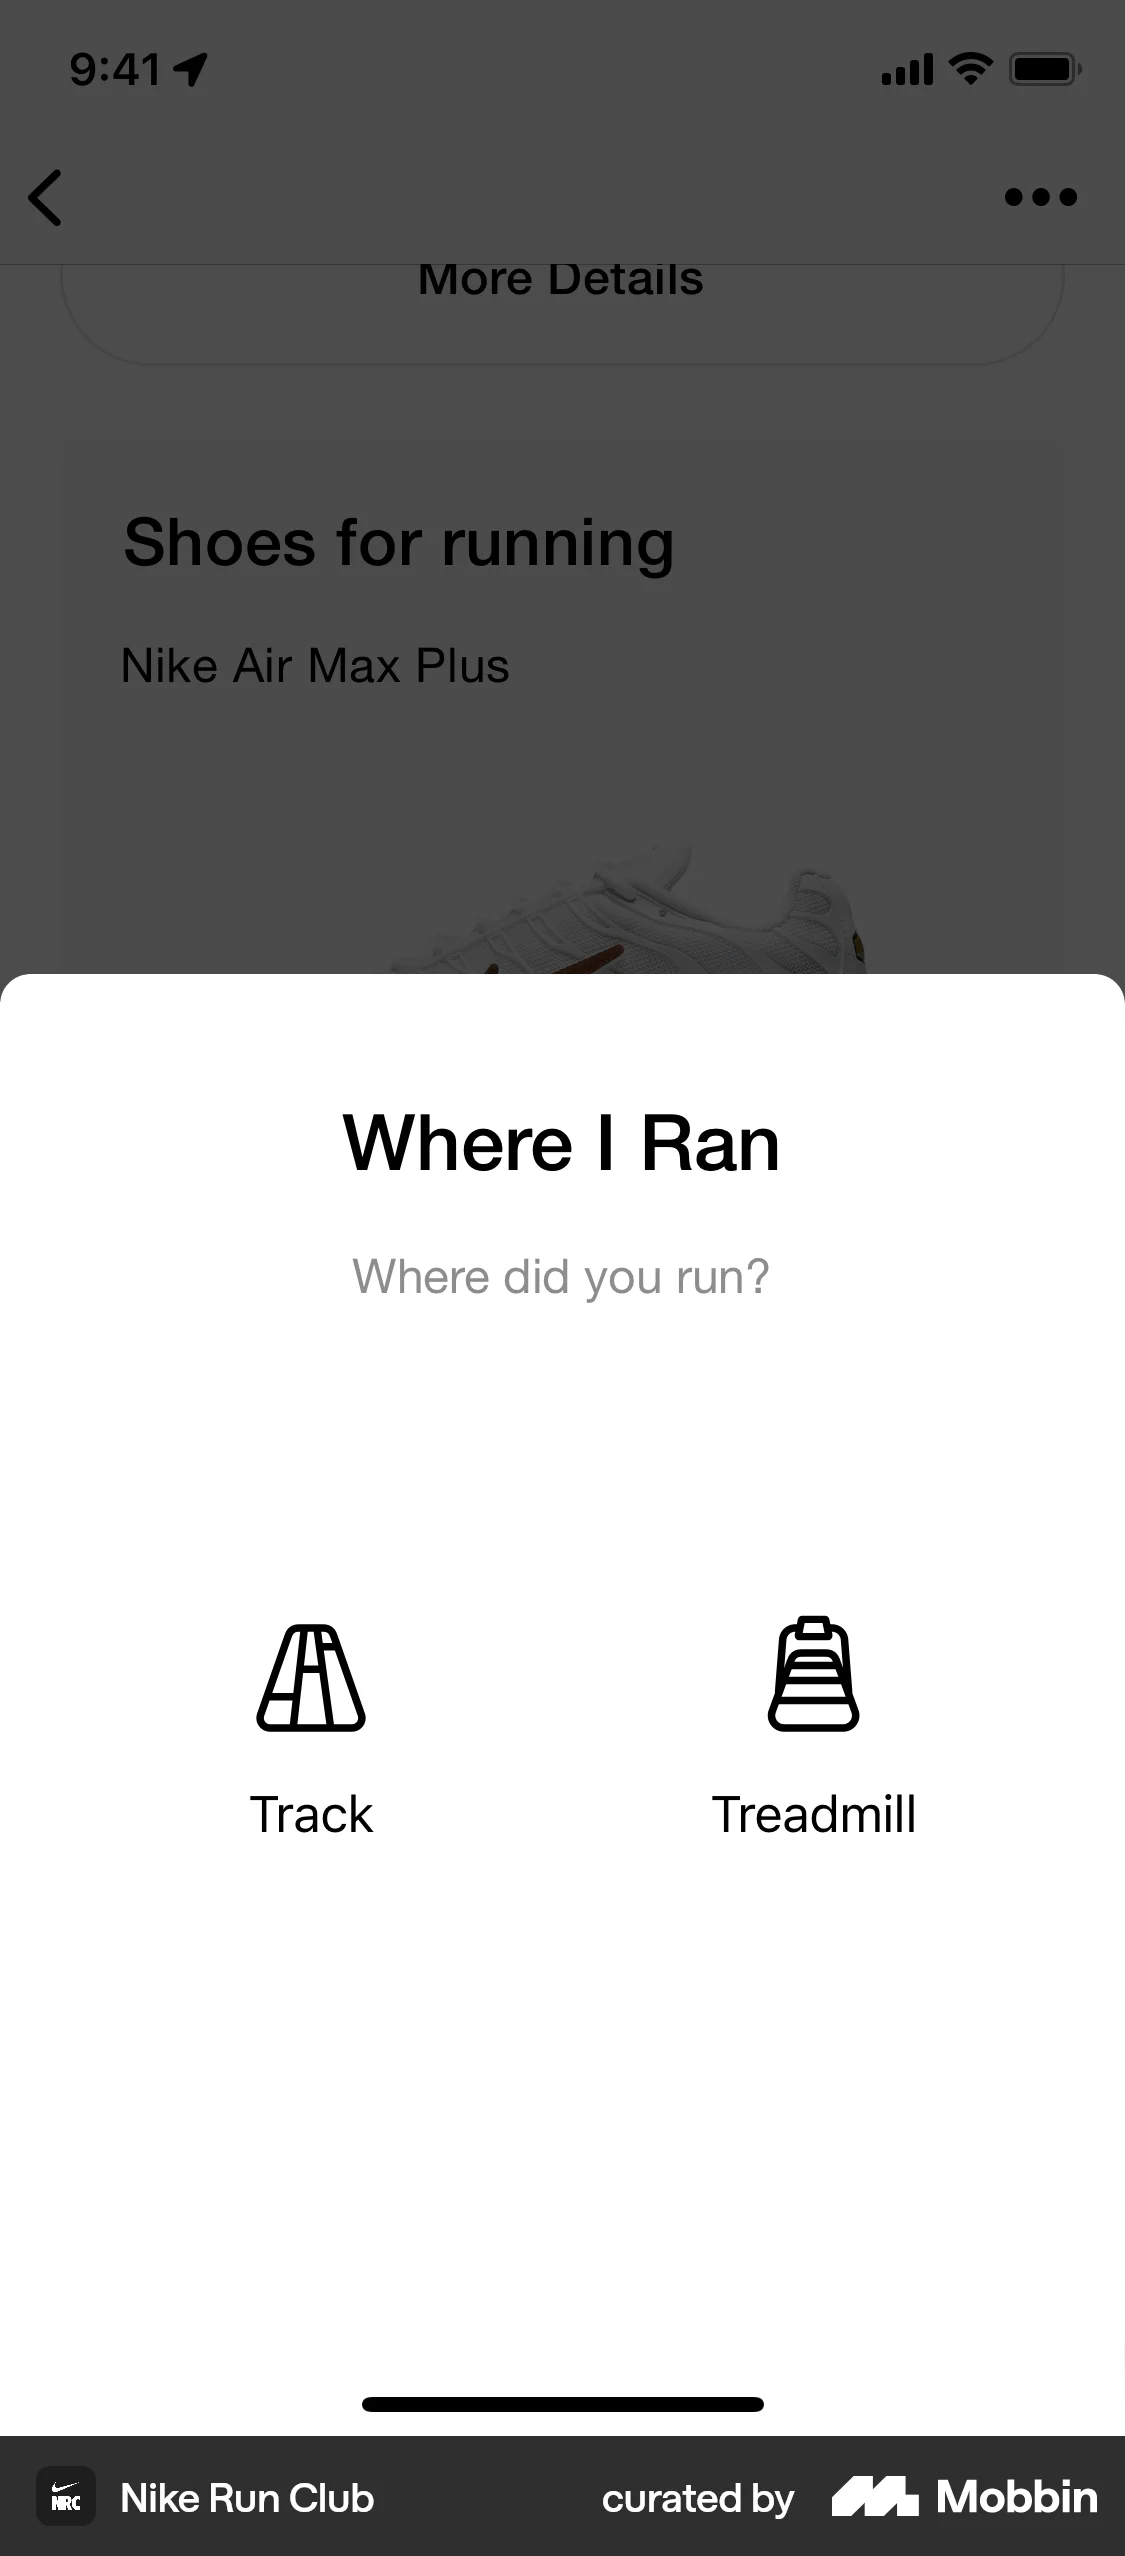 9:41
More Details
Shoes for running
Nike Air Max Plus
Where I Ran
Where did you run?
Track
Treadmill
NRC
Nike Run Club
curated by
Mobbin